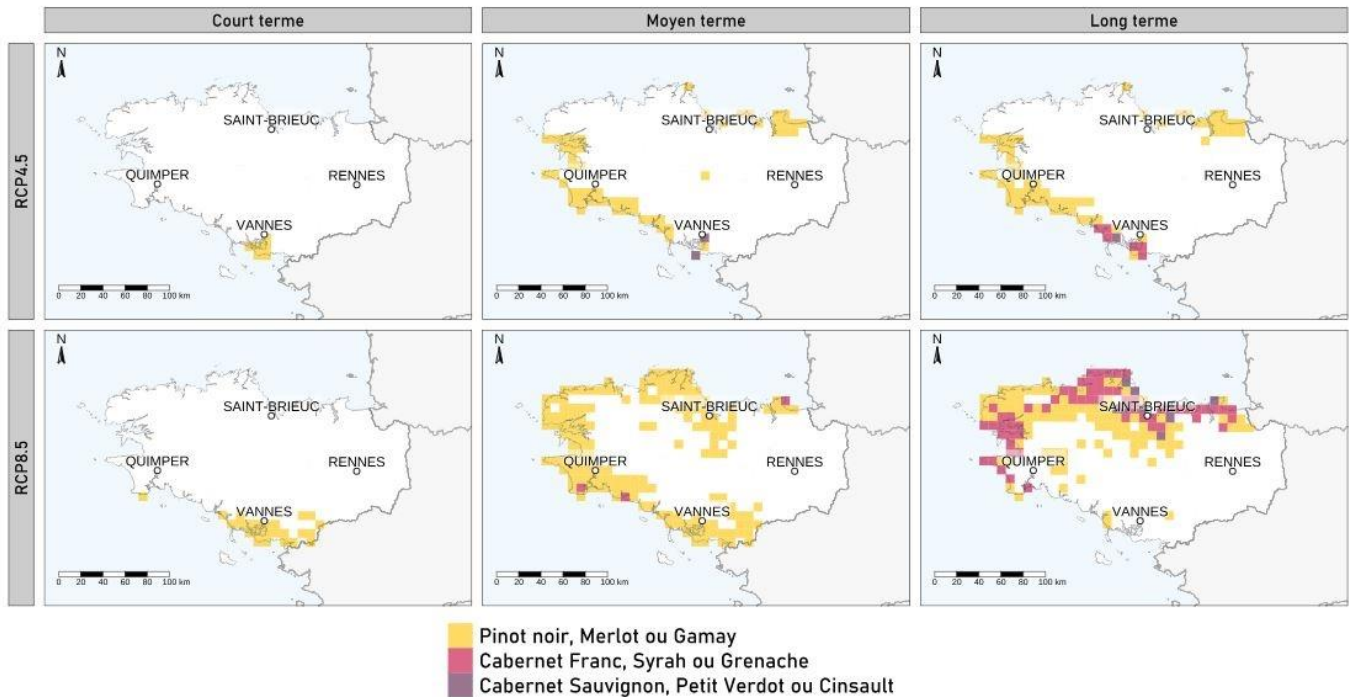 Court terme
Moyen terme
Long terme
RCP4.5
N
SAINT-BRIEUC
QUIMPER
RENNES
VANNES
0 20 40 60 80 100 km
N
SAINT-BRIEUC
QUIMPER
RENNES
VANNES
0 20 40 60 80 100 km
N
SAINT-BRIEUC
QUIMPER
RENNES
VANNES
0 20 40 60 80 100 km
RCP8.5
N
SAINT-BRIEUC
QUIMPER
RENNES
VANNES
0 20 40 60 80 100 km
N
SAINT-BRIEUC
QUIMPER
RENNES
VANNES
0 20 40 60 80 100 km
N
SAINT-BRIEUC
QUIMPER
RENNES
VANNES
0 20 40 60 80 100 km
Pinot noir, Merlot ou Gamay
Cabernet Franc, Syrah ou Grenache
Cabernet Sauvignon, Petit Verdot ou Cinsault